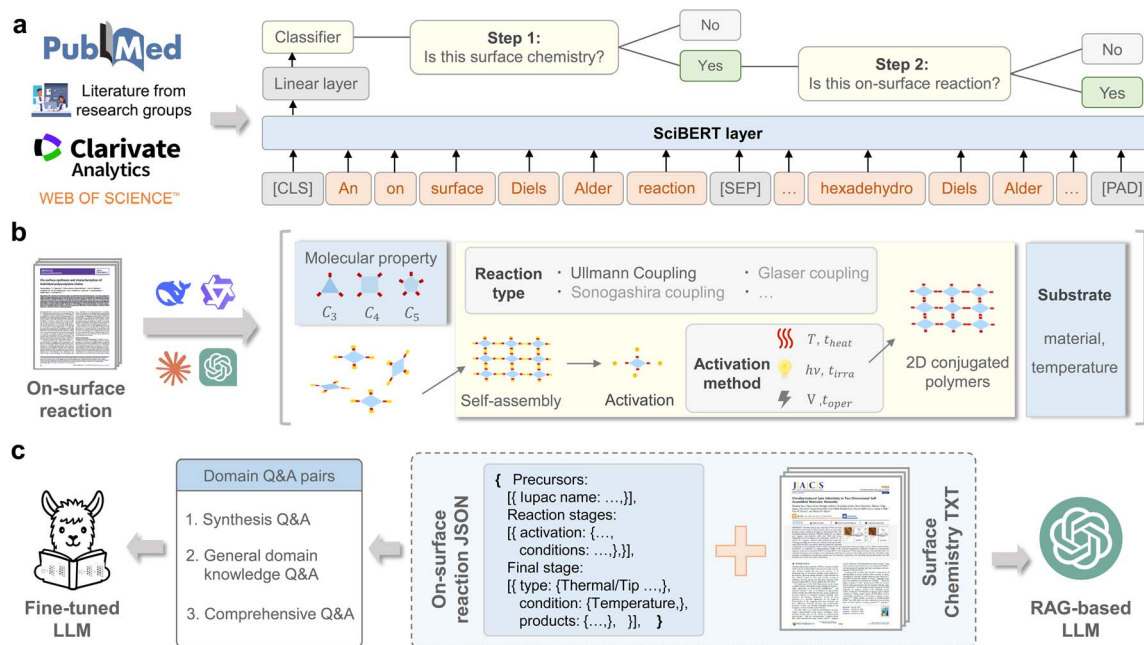 a
PubMed
Literature from
research groups
Clarivate
Analytics
WEB OF SCIENCE™
Classifier
Linear layer
Step 1:
Is this surface chemistry?
No
Yes
Step 2:
Is this on-surface reaction?
No
Yes
SciBERT layer
[CLS] An on surface Diels Alder reaction [SEP] ... hexadehydro Diels Alder ... [PAD]
b
On-surface
reaction
Molecular property
C₃ C₄ C₅
Reaction
type
· Ullmann Coupling · Glaser coupling
· Sonogashira coupling · ...
Self-assembly
Activation
Activation
method
T, t_heat
hν, t_irra
V ,t_oper
2D conjugated
polymers
Substrate
material,
temperature
c
Fine-tuned
LLM
Domain Q&A pairs
1. Synthesis Q&A
2. General domain
knowledge Q&A
3. Comprehensive Q&A
On-surface
reaction JSON
{ Precursors:
[{ Iupac name: ...,}],
Reaction stages:
[{ activation: {...,
conditions: ...,},}],
Final stage:
[{ type: {Thermal/Tip ...,},
condition: {Temperature,},
products: {...,}, }], }
JACS
Surface
Chemistry TXT
RAG-based
LLM